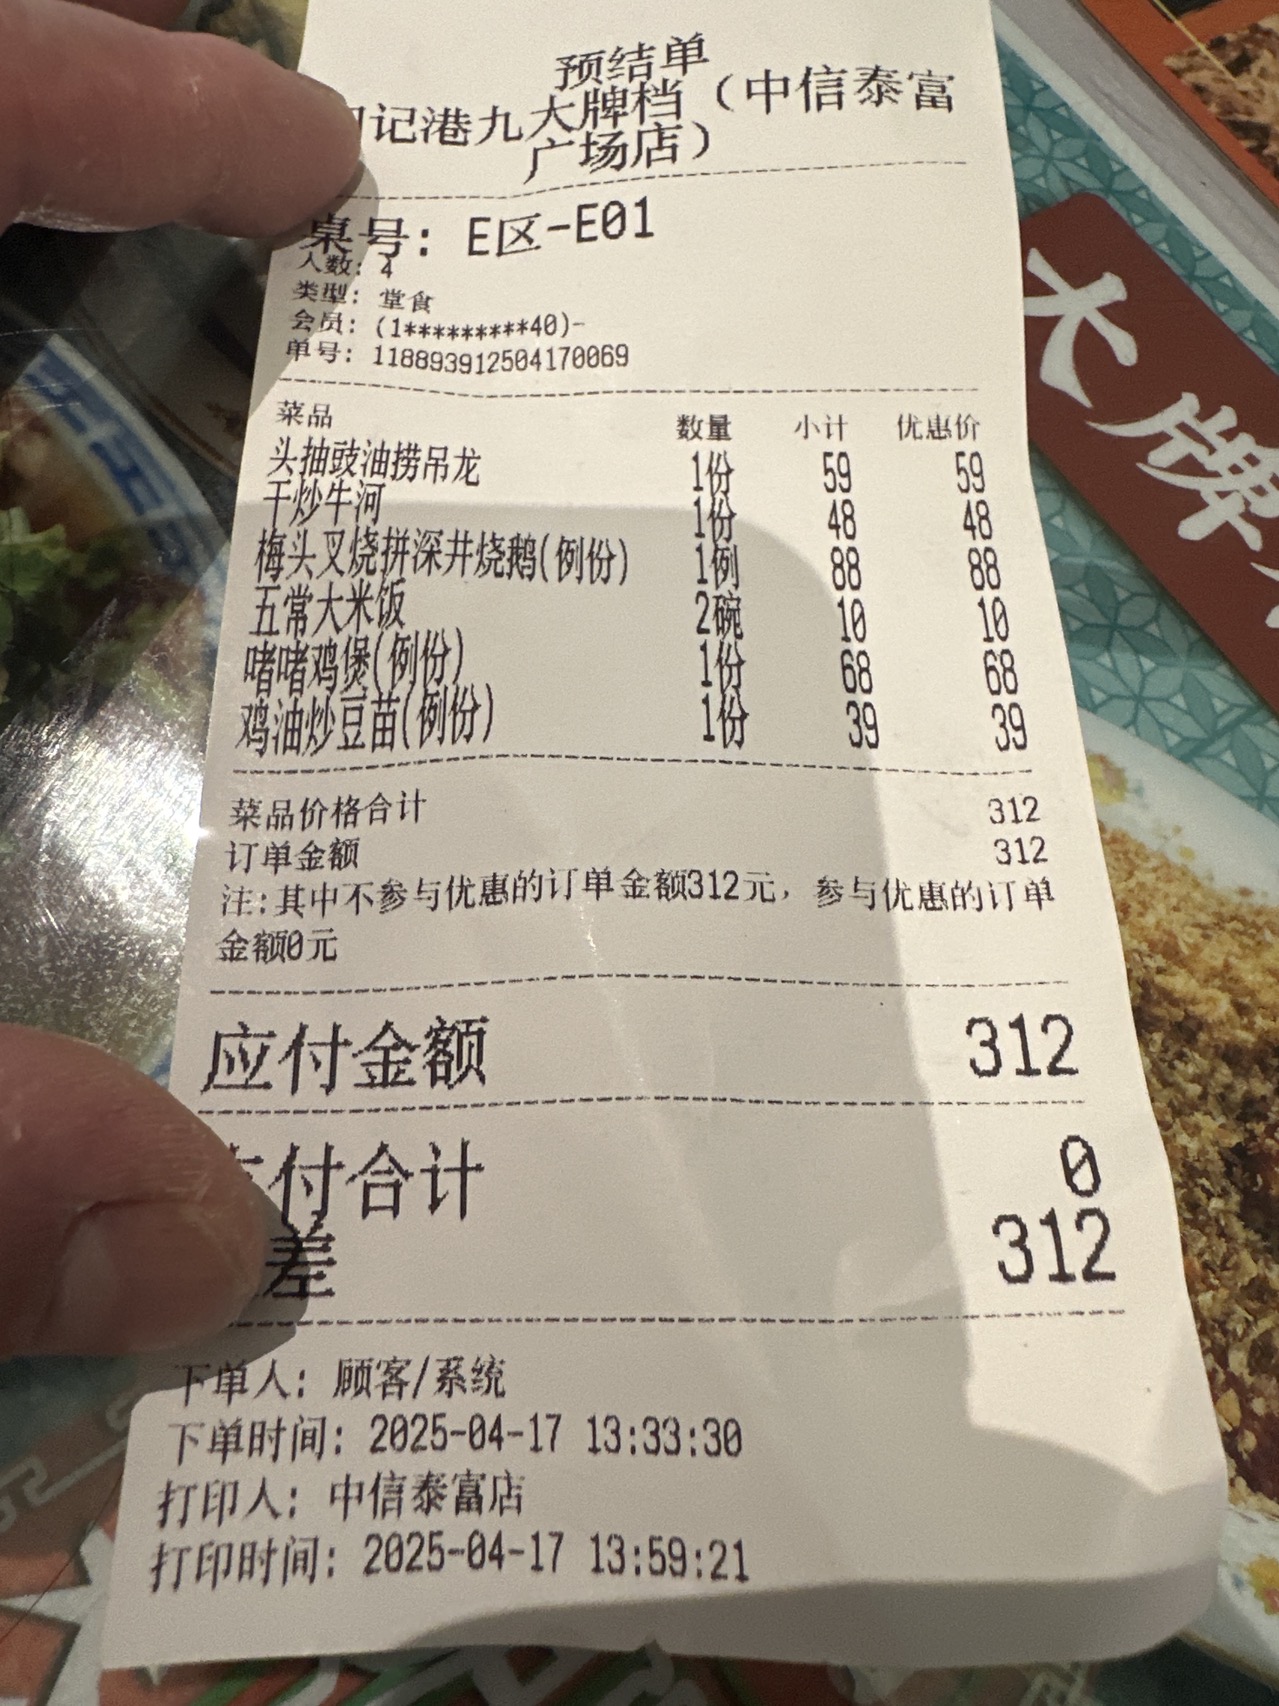 预结单
记港九大牌档（中信泰富
广场店）
桌号: E区-E01
人数: 4
类型: 堂食
会员: (1*********40)-
单号: 118893912504170069
菜品 数量 小计 优惠价
头抽豉油捞吊龙 1份 59 59
干炒牛河 1份 48 48
梅头叉烧拼深井烧鹅(例份) 1例 88 88
五常大米饭 2碗 10 10
啫啫鸡煲(例份) 1份 68 68
鸡油炒豆苗(例份) 1份 39 39
菜品价格合计 312
订单金额 312
注:其中不参与优惠的订单金额312元，参与优惠的订单
金额0元
应付金额 312
付合计 0
差 312
下单人: 顾客/系统
下单时间: 2025-04-17 13:33:30
打印人: 中信泰富店
打印时间: 2025-04-17 13:59:21
大牌